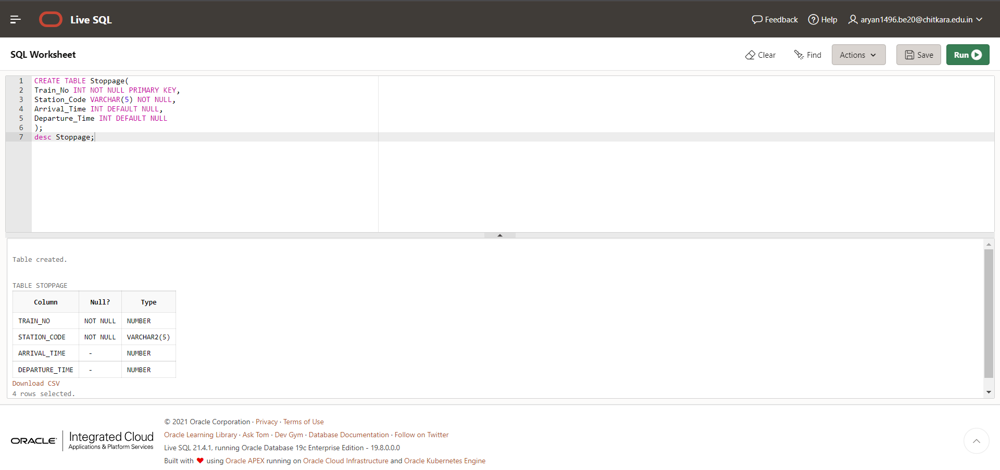 Live SQL
Feedback
Help
aryan1496.be20@chitkara.edu.in
SQL Worksheet
Clear
Find
Actions
Save
Run
1 CREATE TABLE Stoppage(
2 Train_No INT NOT NULL PRIMARY KEY,
3 Station_Code VARCHAR(5) NOT NULL,
4 Arrival_Time INT DEFAULT NULL,
5 Departure_Time INT DEFAULT NULL
6 );
7 desc Stoppage;
Table created.
TABLE STOPPAGE
Column Null? Type
TRAIN_NO NOT NULL NUMBER
STATION_CODE NOT NULL VARCHAR2(5)
ARRIVAL_TIME - NUMBER
DEPARTURE_TIME - NUMBER
Download CSV
4 rows selected.
ORACLE
Integrated Cloud
Applications & Platform Services
© 2021 Oracle Corporation · Privacy · Terms of Use
Oracle Learning Library · Ask Tom · Dev Gym · Database Documentation · Follow on Twitter
Live SQL 21.4.1, running Oracle Database 19c Enterprise Edition - 19.8.0.0.0
Built with ❤ using Oracle APEX running on Oracle Cloud Infrastructure and Oracle Kubernetes Engine